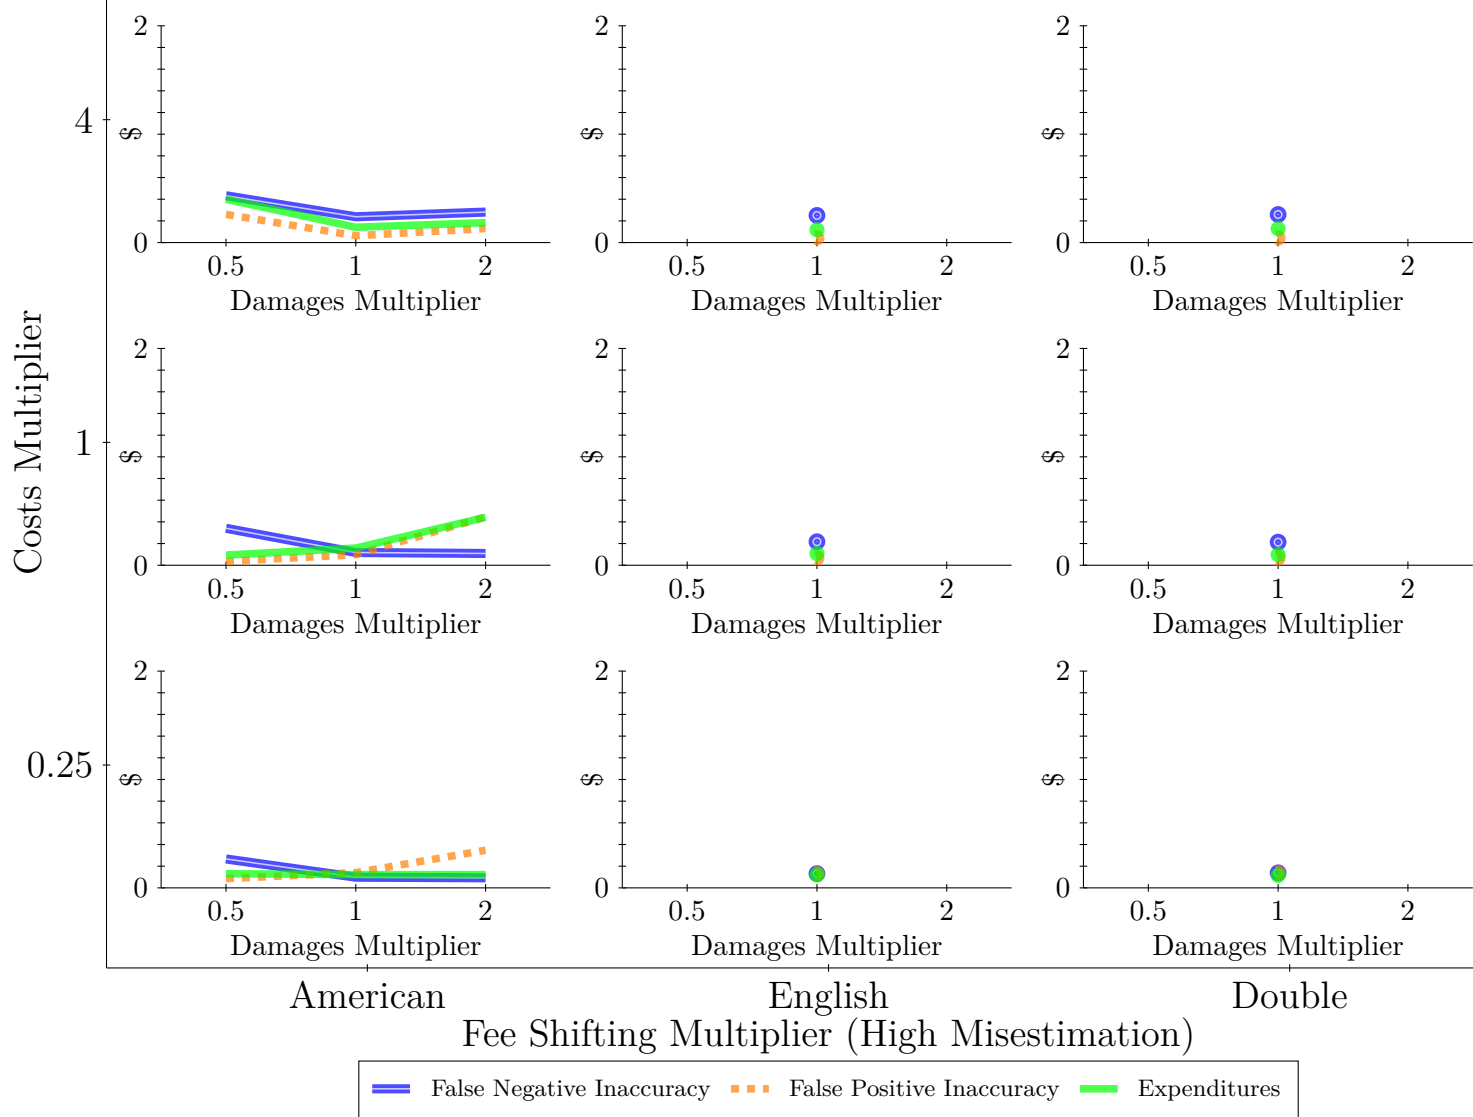 Costs Multiplier
4
1
0.25
2
$
0
0.5 1 2
Damages Multiplier
2
$
0
0.5 1 2
Damages Multiplier
2
$
0
0.5 1 2
Damages Multiplier
2
$
0
0.5 1 2
Damages Multiplier
2
$
0
0.5 1 2
Damages Multiplier
2
$
0
0.5 1 2
Damages Multiplier
2
$
0
0.5 1 2
Damages Multiplier
2
$
0
0.5 1 2
Damages Multiplier
2
$
0
0.5 1 2
Damages Multiplier
American English Double
Fee Shifting Multiplier (High Misestimation)
False Negative Inaccuracy False Positive Inaccuracy Expenditures